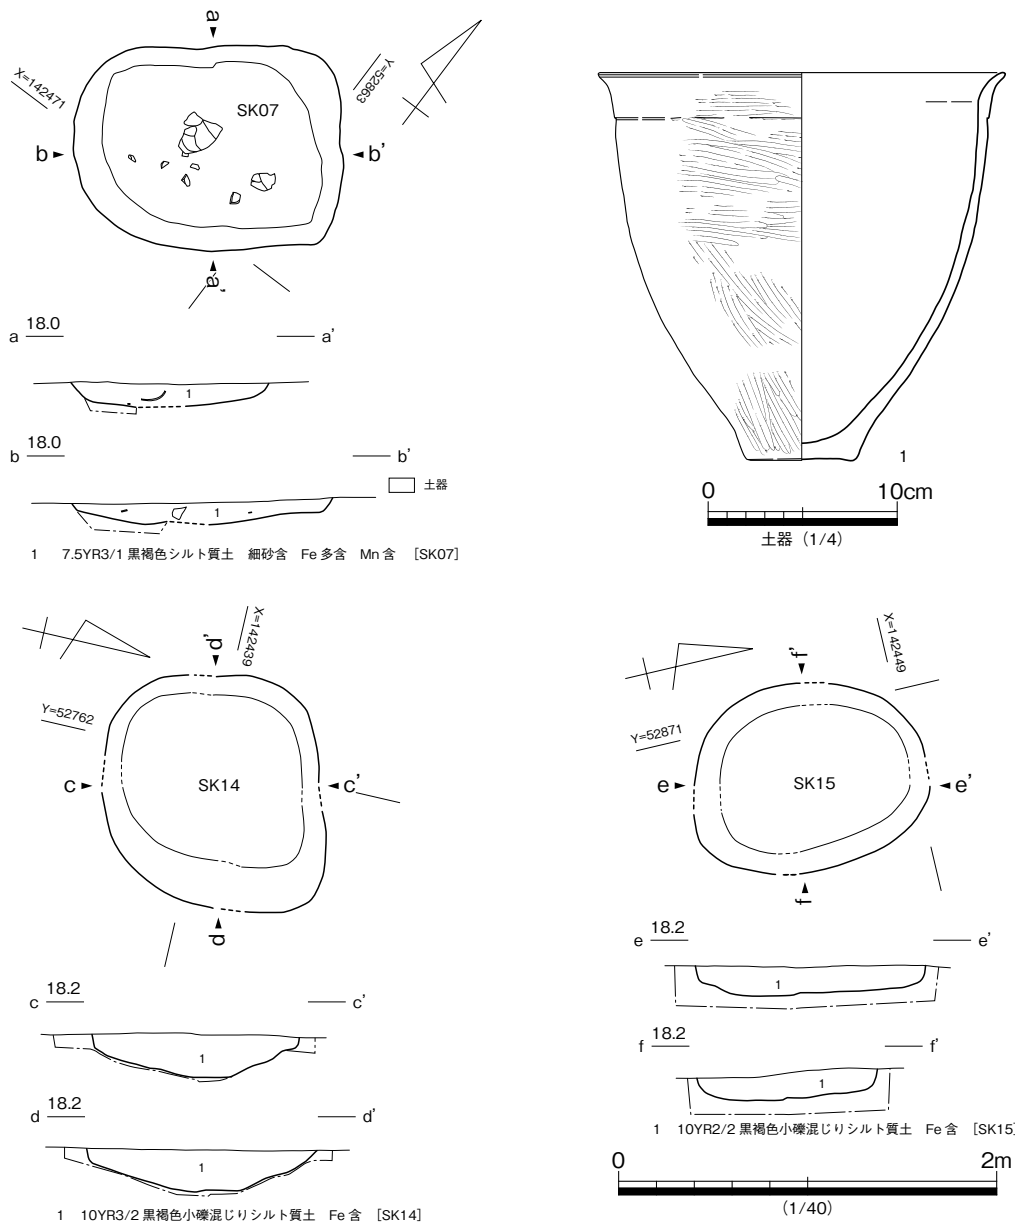 a
X=142471
Y=52863
SK07
b
b'
a'
a 18.0 a'
1
b 18.0 b'
土器
1
1 7.5YR3/1 黒褐色シルト質土 細砂含 Fe 多含 Mn 含 [SK07]
1
0 10cm
土器（1/4）
d'
X=142439
Y=52762
c
SK14
c'
d
c 18.2 c'
1
d 18.2 d'
1
1 10YR3/2 黒褐色小礫混じりシルト質土 Fe 含 [SK14]
f'
X=142449
Y=52871
e
SK15
e'
f
e 18.2 e'
1
f 18.2 f'
1
1 10YR2/2 黒褐色小礫混じりシルト質土 Fe 含 [SK15]
0 2m
(1/40)